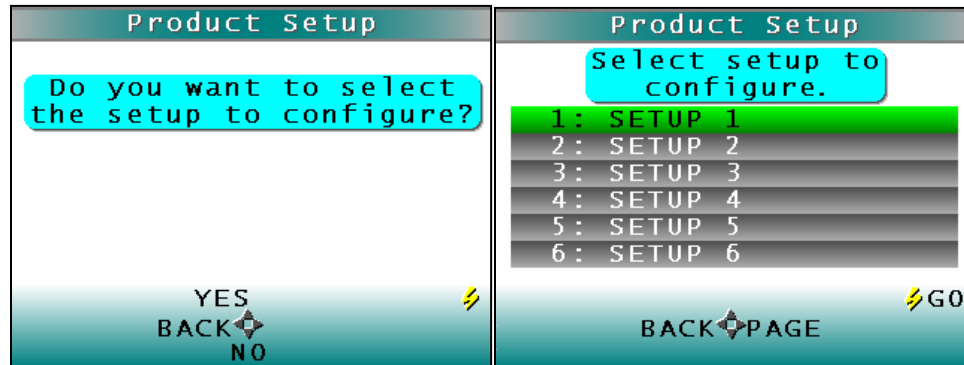 Product Setup
Do you want to select
the setup to configure?
YES
BACK
NO
Product Setup
Select setup to
configure.
1: SETUP 1
2: SETUP 2
3: SETUP 3
4: SETUP 4
5: SETUP 5
6: SETUP 6
GO
BACK PAGE